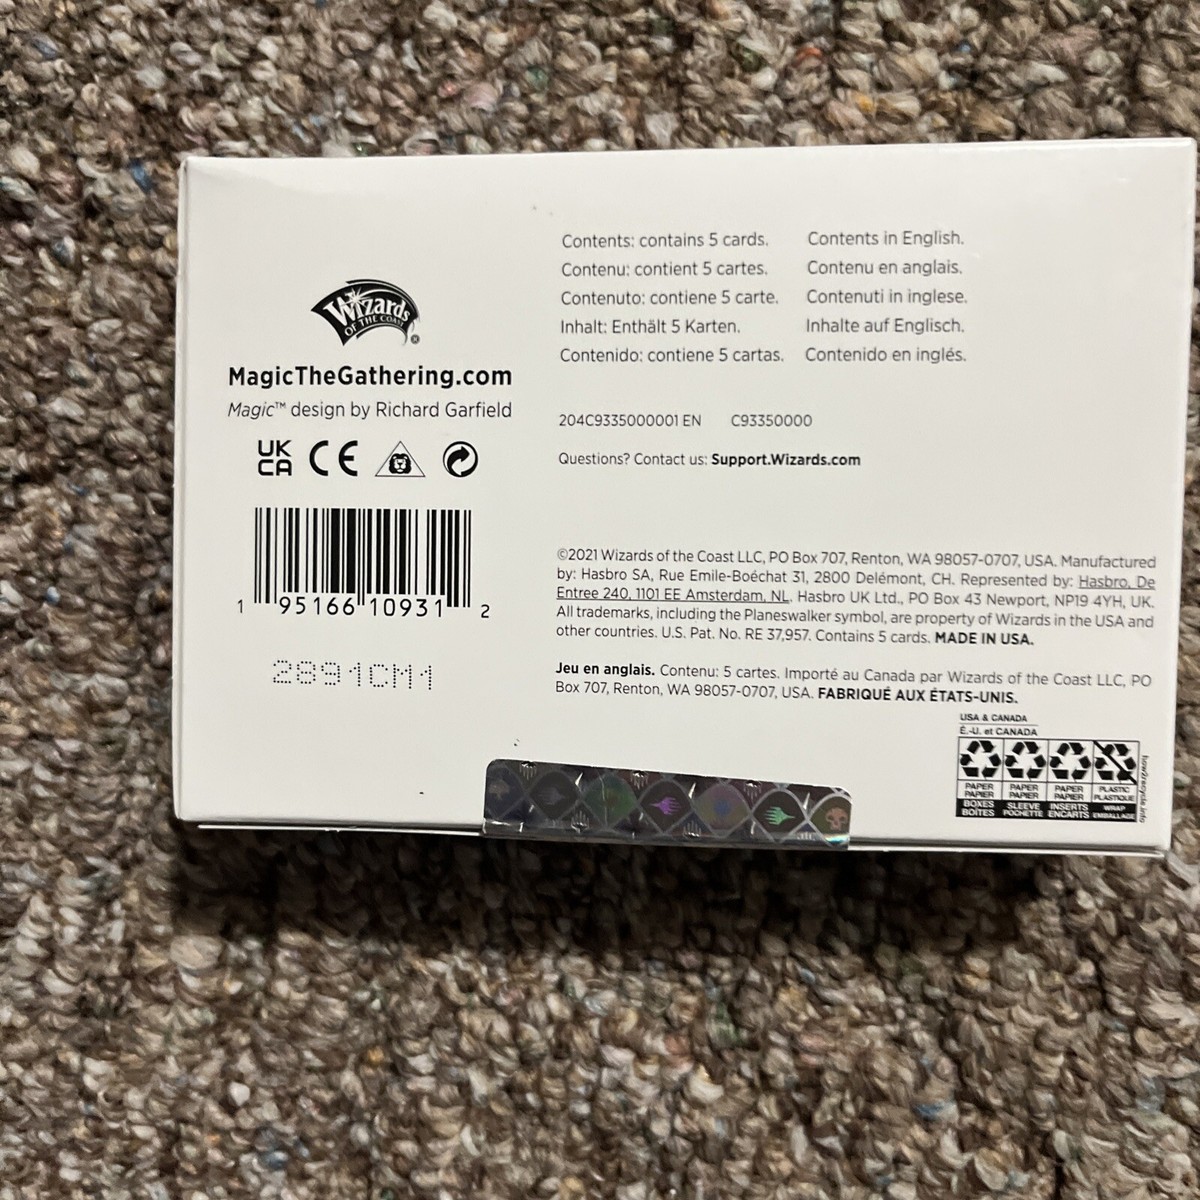 Wizards
OF THE COAST
®
MagicTheGathering.com
Magic™ design by Richard Garfield
UK
CA CE
1 95166 10931 2
2891CM1
Contents: contains 5 cards. Contents in English.
Contenu: contient 5 cartes. Contenu en anglais.
Contenuto: contiene 5 carte. Contenuti in inglese.
Inhalt: Enthält 5 Karten. Inhalte auf Englisch.
Contenido: contiene 5 cartas. Contenido en inglés.
204C9335000001 EN C93350000
Questions? Contact us: Support.Wizards.com
©2021 Wizards of the Coast LLC, PO Box 707, Renton, WA 98057-0707, USA. Manufactured
by: Hasbro SA, Rue Emile-Boéchat 31, 2800 Delémont, CH. Represented by: Hasbro, De
Entree 240, 1101 EE Amsterdam, NL. Hasbro UK Ltd., PO Box 43 Newport, NP19 4YH, UK.
All trademarks, including the Planeswalker symbol, are property of Wizards in the USA and
other countries. U.S. Pat. No. RE 37,957. Contains 5 cards. MADE IN USA.
Jeu en anglais. Contenu: 5 cartes. Importé au Canada par Wizards of the Coast LLC, PO
Box 707, Renton, WA 98057-0707, USA. FABRIQUÉ AUX ÉTATS-UNIS.
USA & CANADA
É.-U. et CANADA
PAPER PAPER PAPER PLASTIC
PAPIER PAPIER PAPIER PLASTIQUE
BOXES SLEEVE INSERTS WRAP
BOÎTES POCHETTE ENCARTS EMBALLAGE
how2recycle.info